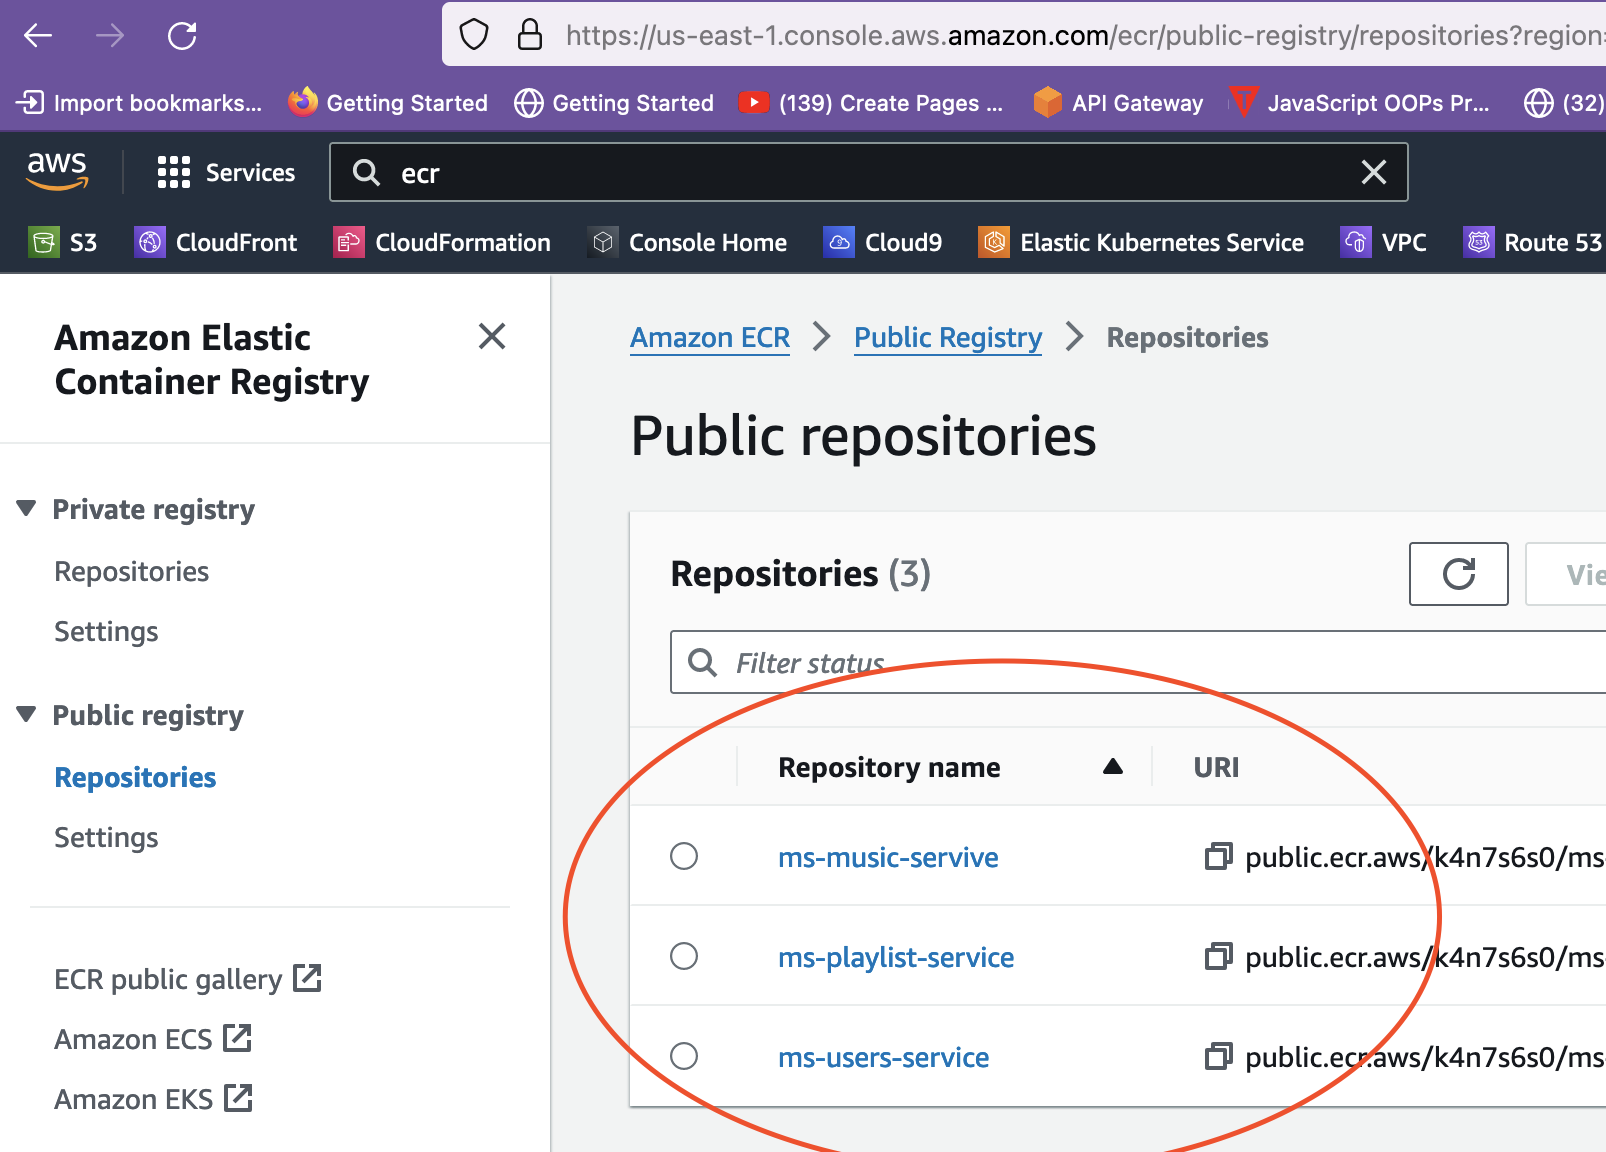 https://us-east-1.console.aws.amazon.com/ecr/public-registry/repositories?region=
Import bookmarks... Getting Started Getting Started (139) Create Pages ... API Gateway JavaScript OOPs Pr... (32)
aws Services ecr
S3 CloudFront CloudFormation Console Home Cloud9 Elastic Kubernetes Service VPC Route 53
Amazon Elastic
Container Registry
Private registry
Repositories
Settings
Public registry
Repositories
Settings
ECR public gallery
Amazon ECS
Amazon EKS
Amazon ECR Public Registry Repositories
Public repositories
Repositories (3)
Vie
Filter status
Repository name URI
ms-music-servive public.ecr.aws/k4n7s6s0/ms
ms-playlist-service public.ecr.aws/k4n7s6s0/ms
ms-users-service public.ecr.aws/k4n7s6s0/ms